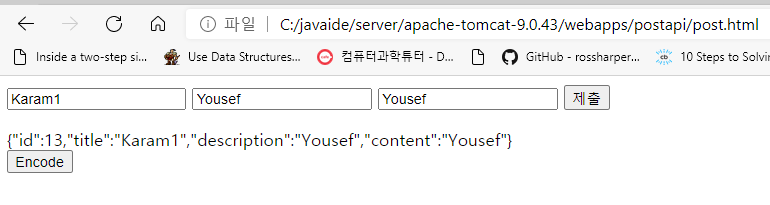 파일 C:/javaide/server/apache-tomcat-9.0.43/webapps/postapi/post.html
Inside a two-step si... Use Data Structures... 컴퓨터과학튜터 - D... GitHub - rossharper... 10 Steps to Solvin
Karam1 Yousef Yousef 제출
{"id":13,"title":"Karam1","description":"Yousef","content":"Yousef"}
Encode